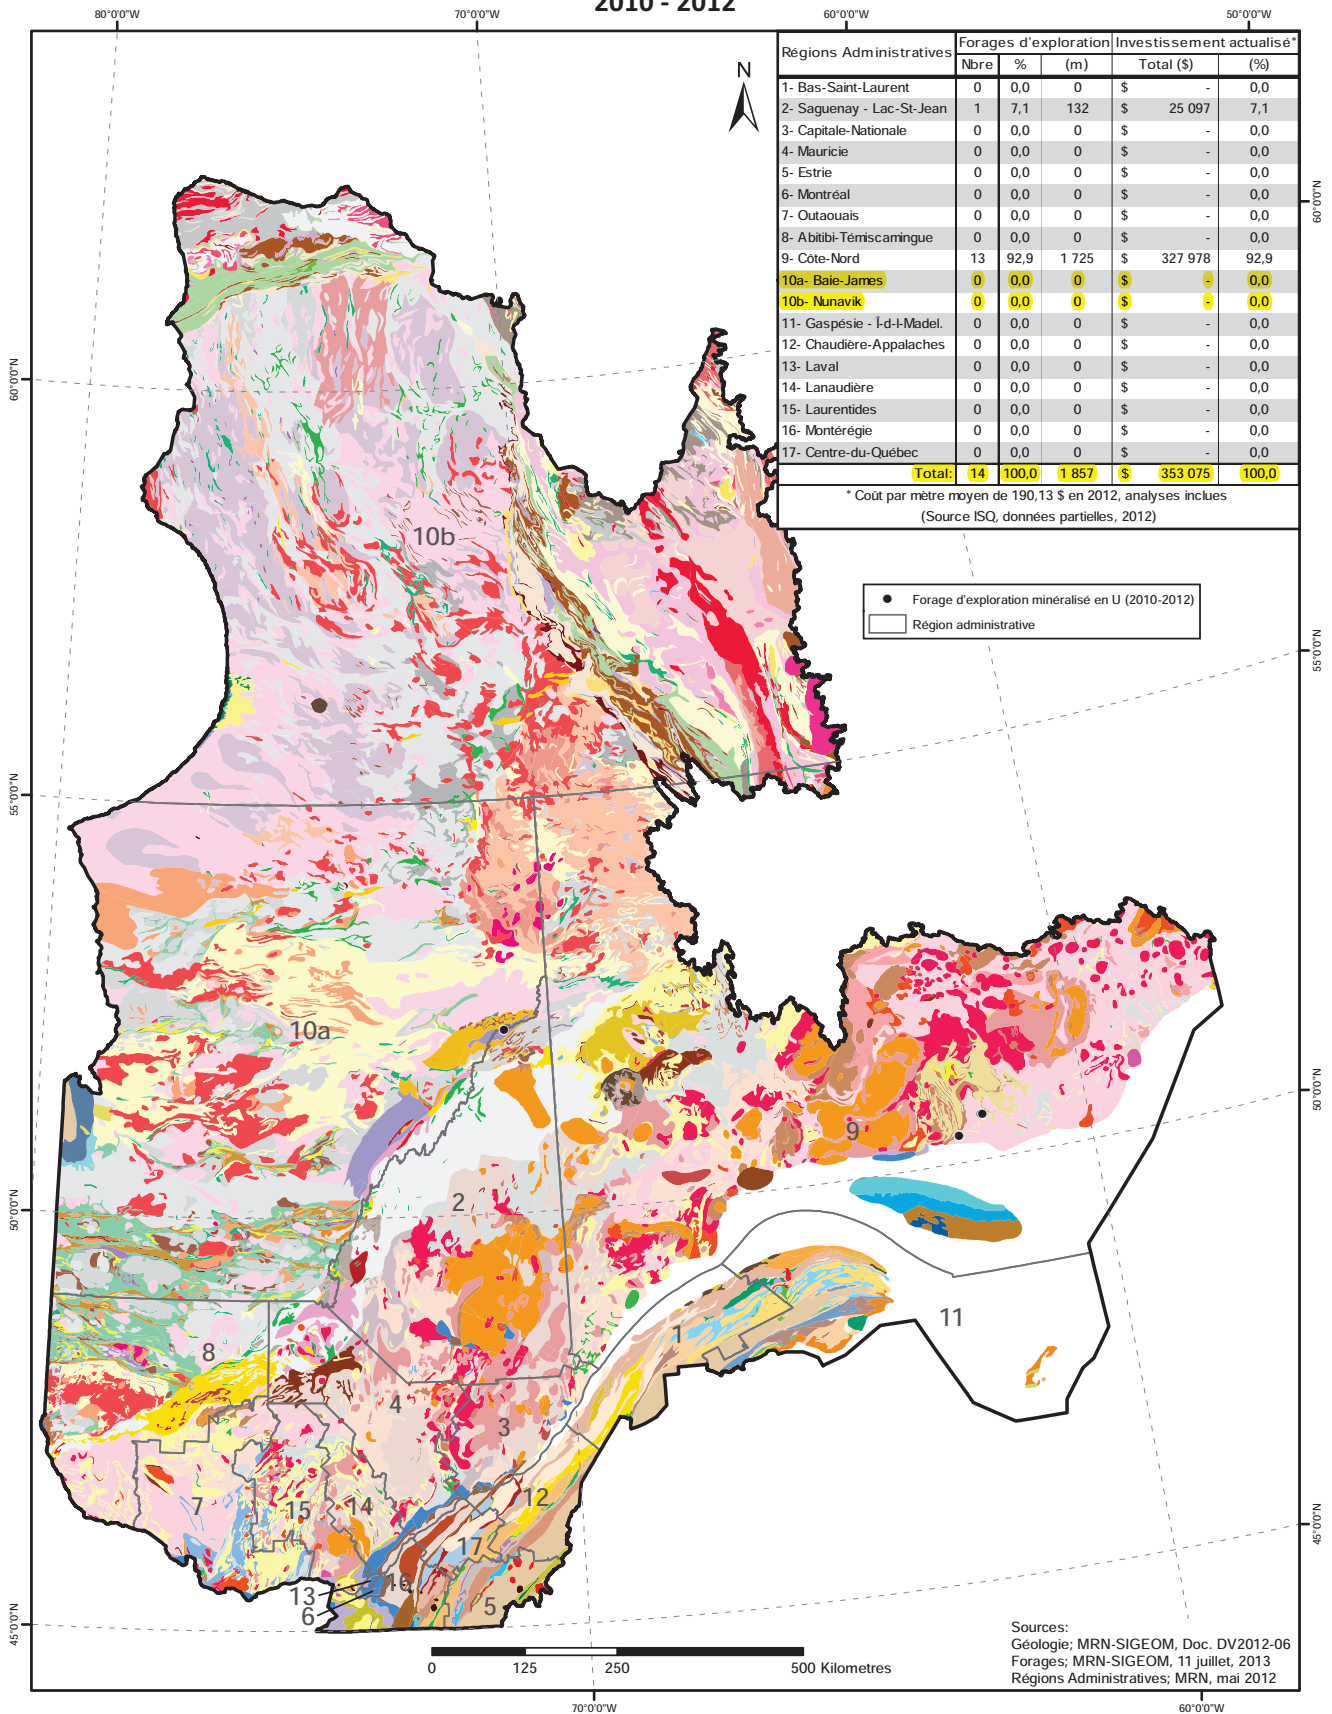 2010 - 2012
80°0'0"W 70°0'0"W 60°0'0"W 50°0'0"W
Régions Administratives Forages d'exploration Investissement actualisé*
Nbre % (m) Total ($) (%)
1- Bas-Saint-Laurent 0 0,0 0 $ - 0,0
2- Saguenay - Lac-St-Jean 1 7,1 132 $ 25 097 7,1
3- Capitale-Nationale 0 0,0 0 $ - 0,0
4- Mauricie 0 0,0 0 $ - 0,0
5- Estrie 0 0,0 0 $ - 0,0
6- Montréal 0 0,0 0 $ - 0,0
7- Outaouais 0 0,0 0 $ - 0,0
8- Abitibi-Témiscamingue 0 0,0 0 $ - 0,0
9- Côte-Nord 13 92,9 1 725 $ 327 978 92,9
10a- Baie-James 0 0,0 0 $ - 0,0
10b- Nunavik 0 0,0 0 $ - 0,0
11- Gaspésie - Î-d-l-Madel. 0 0,0 0 $ - 0,0
12- Chaudière-Appalaches 0 0,0 0 $ - 0,0
13- Laval 0 0,0 0 $ - 0,0
14- Lanaudière 0 0,0 0 $ - 0,0
15- Laurentides 0 0,0 0 $ - 0,0
16- Montérégie 0 0,0 0 $ - 0,0
17- Centre-du-Québec 0 0,0 0 $ - 0,0
Total: 14 100,0 1 857 $ 353 075 100,0
* Coût par mètre moyen de 190,13 $ en 2012, analyses inclues
(Source ISQ, données partielles, 2012)
N
60°0'0"N
60°0'0"N
10b
Forage d'exploration minéralisé en U (2010-2012)
Région administrative
55°0'0"N
55°0'0"N
10a
50°0'0"N
9
2
50°0'0"N
11
1
8
4
3
12
7
15
14
45°0'0"N
17
16
13
5
6
45°0'0"N
0 125 250 500 Kilometres
Sources:
Géologie; MRN-SIGEOM, Doc. DV2012-06
Forages; MRN-SIGEOM, 11 juillet, 2013
Régions Administratives; MRN, mai 2012
70°0'0"W 60°0'0"W